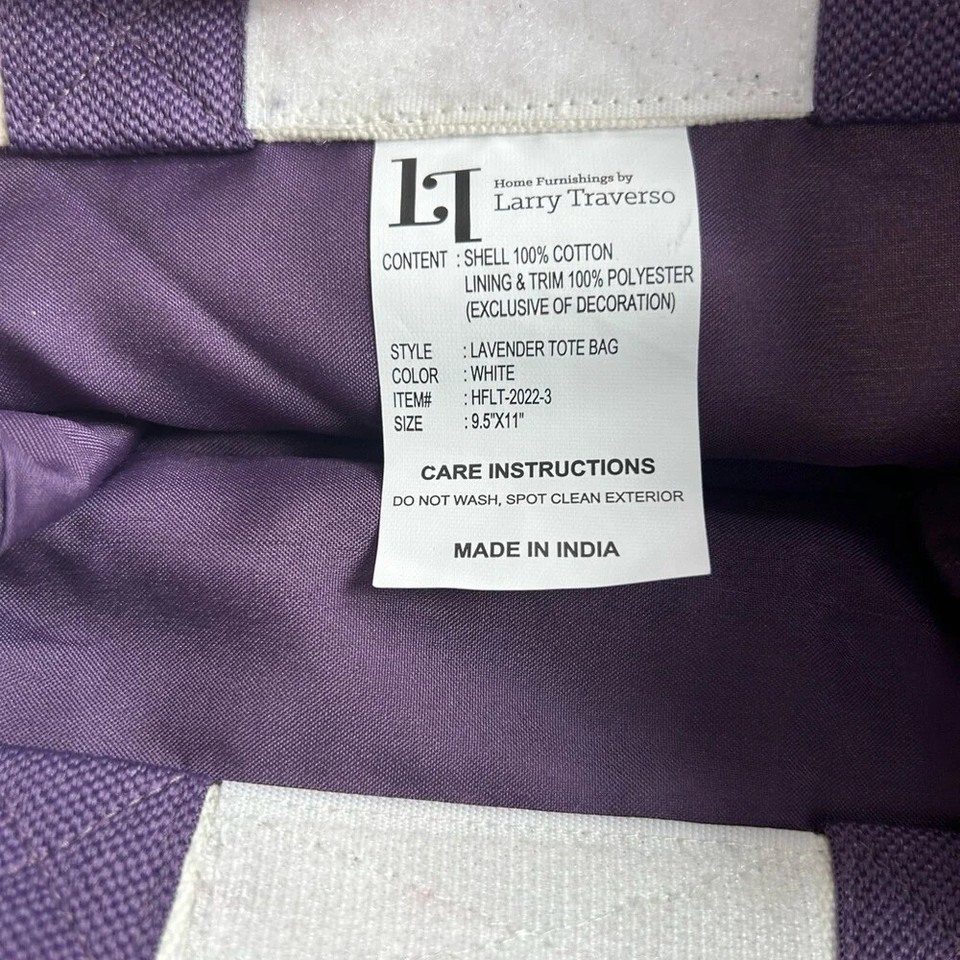 LT
Home Furnishings by
Larry Traverso
CONTENT : SHELL 100% COTTON
LINING & TRIM 100% POLYESTER
(EXCLUSIVE OF DECORATION)
STYLE : LAVENDER TOTE BAG
COLOR : WHITE
ITEM# : HFLT-2022-3
SIZE : 9.5"X11"
CARE INSTRUCTIONS
DO NOT WASH, SPOT CLEAN EXTERIOR
MADE IN INDIA